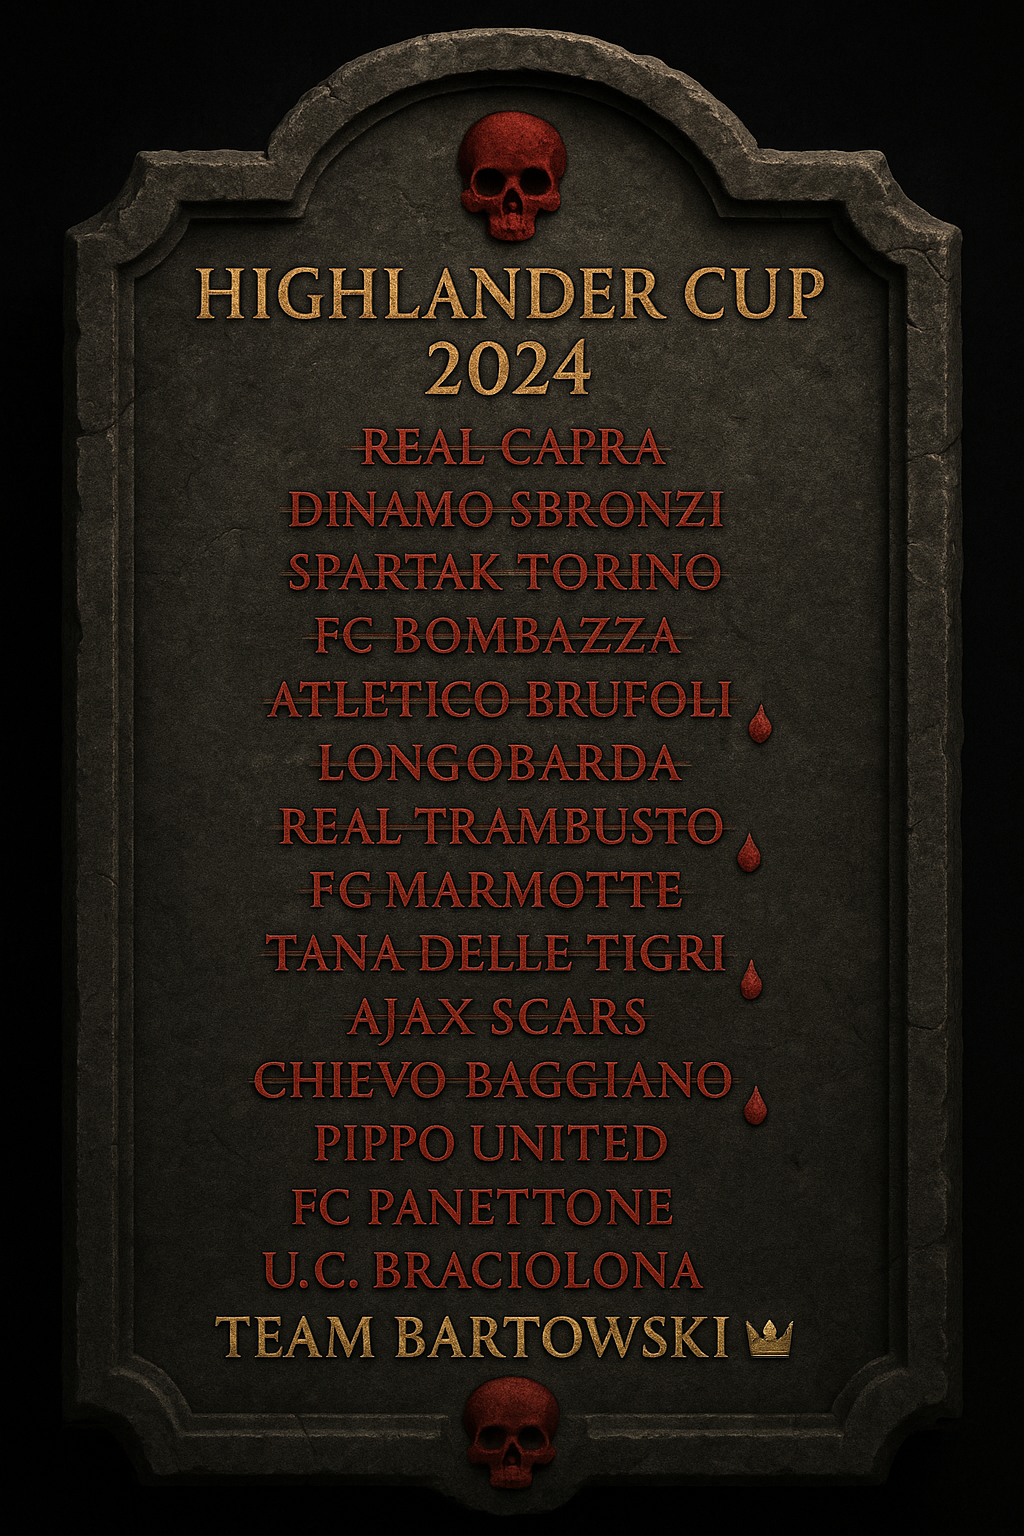 HIGHLANDER CUP
2024
REAL CAPRA
DINAMO SBRONZI
SPARTAK TORINO
FC BOMBAZZA
ATLETICO BRUFOLI
LONGOBARDA
REAL TRAMBUSTO
FG MARMOTTE
TANA DELLE TIGRI
AJAX SCARS
CHIEVO BAGGIANO
PIPPO UNITED
FC PANETTONE
U.C. BRACIOLONA
TEAM BARTOWSKI